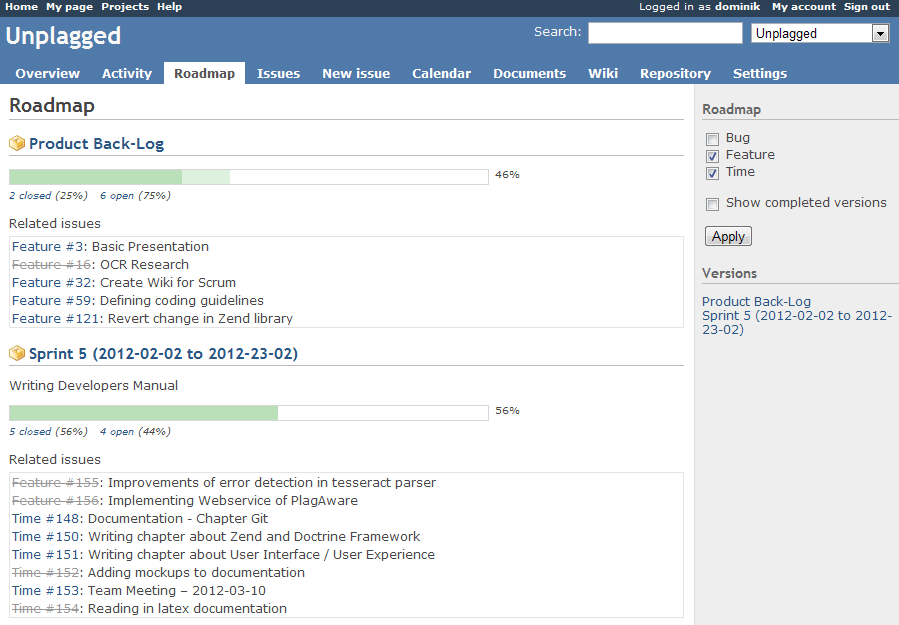 Home My page Projects Help
Logged in as dominik My account Sign out
Unplagged
Search: Unplagged
Overview Activity Roadmap Issues New issue Calendar Documents Wiki Repository Settings
Roadmap
Product Back-Log
46%
2 closed (25%) 6 open (75%)
Related issues
Feature #3: Basic Presentation
Feature #16: OCR Research
Feature #32: Create Wiki for Scrum
Feature #59: Defining coding guidelines
Feature #121: Revert change in Zend library
Sprint 5 (2012-02-02 to 2012-23-02)
Writing Developers Manual
56%
5 closed (56%) 4 open (44%)
Related issues
Feature #155: Improvements of error detection in tesseract parser
Feature #156: Implementing Webservice of PlagAware
Time #148: Documentation - Chapter Git
Time #150: Writing chapter about Zend and Doctrine Framework
Time #151: Writing chapter about User Interface / User Experience
Time #152: Adding mockups to documentation
Time #153: Team Meeting – 2012-03-10
Time #154: Reading in latex documentation
Roadmap
Bug
Feature
Time
Show completed versions
Apply
Versions
Product Back-Log
Sprint 5 (2012-02-02 to 2012-
23-02)